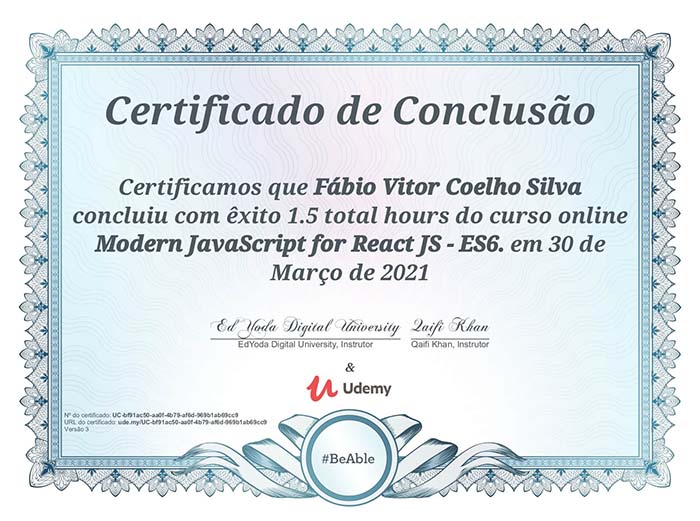 Certificado de Conclusão
Certificamos que Fábio Vitor Coelho Silva
concluiu com êxito 1.5 total hours do curso online
Modern JavaScript for React JS - ES6. em 30 de
Março de 2021
Ed Yoda Digital University Qaifi Khan
EdYoda Digital University, Instrutor Qaifi Khan, Instrutor
&
Udemy
Nº do certificado: UC-bf91ac50-aa0f-4b79-af6d-969b1ab69cc9
URL do certificado: ude.my/UC-bf91ac50-aa0f-4b79-af6d-969b1ab69cc9
Versão 3
#BeAble